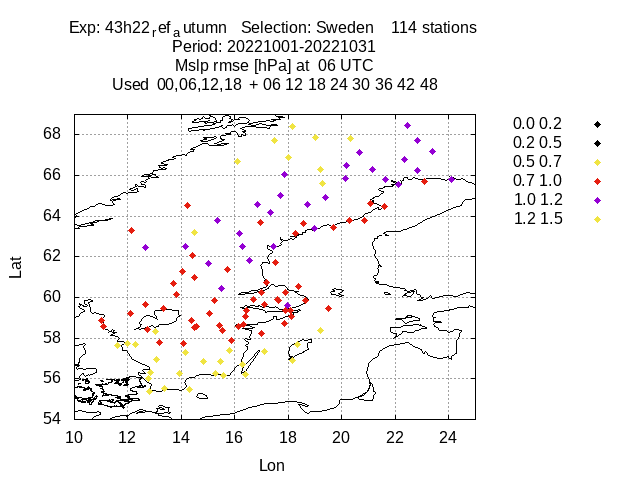 Exp: 43h22ref_autumn   Selection: Sweden    114 stations
Period: 20221001-20221031
Mslp rmse [hPa] at  06 UTC
Used  00,06,12,18  + 06 12 18 24 30 36 42 48
0.0 0.2
0.2 0.5
0.5 0.7
0.7 1.0
1.0 1.2
1.2 1.5
Lat
68
66
64
62
60
58
56
54
10 12 14 16 18 20 22 24
Lon